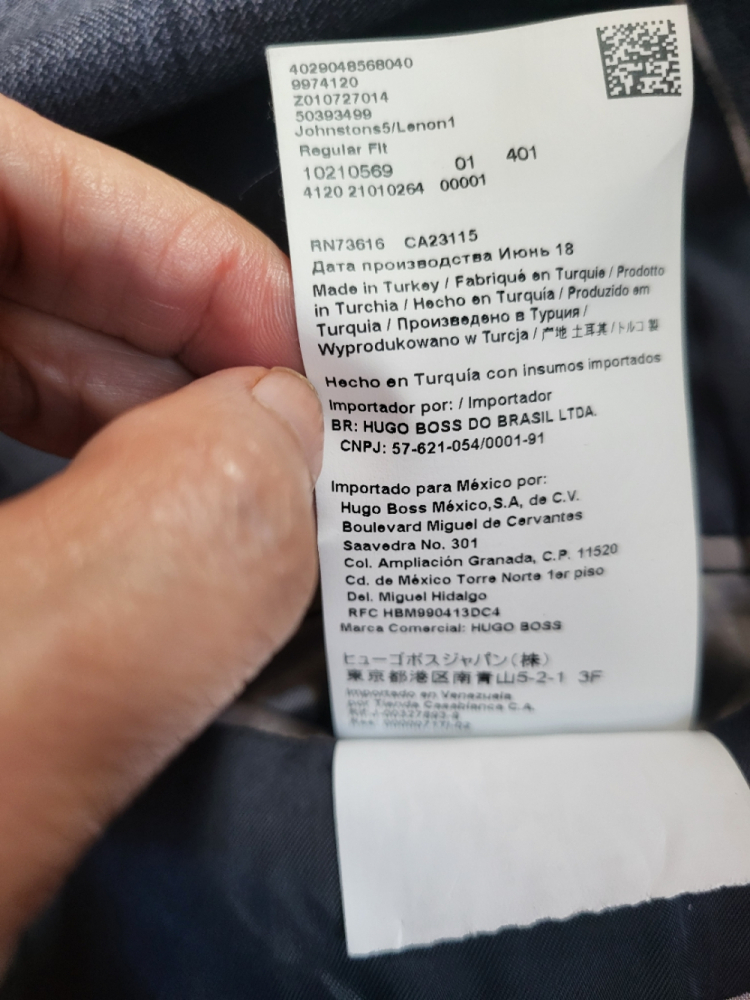 4029048568040
9974120
Z010727014
50393499
Johnstons5/Lenon1
Regular Fit
10210569 01 401
4120 21010264 00001
RN73616 CA23115
Дата производства Июнь 18
Made in Turkey / Fabriqué en Turquie / Prodotto
in Turchia / Hecho en Turquía / Produzido em
Turquia / Произведено в Турции /
Wyprodukowano w Turcja / 产地 土耳其 / トルコ 製
Hecho en Turquía con insumos importados
Importador por: / Importador
BR: HUGO BOSS DO BRASIL LTDA.
CNPJ: 57-621-054/0001-91
Importado para México por:
Hugo Boss México,S.A, de C.V.
Boulevard Miguel de Cervantes
Saavedra No. 301
Col. Ampliación Granada, C.P. 11520
Cd. de México Torre Norte 1er piso
Del. Miguel Hidalgo
RFC HBM990413DC4
Marca Comercial: HUGO BOSS
ヒューゴボスジャパン(株)
東京都港区南青山5-2-1 3F
Importado en Venezuela
por Tienda Casablanca C.A.